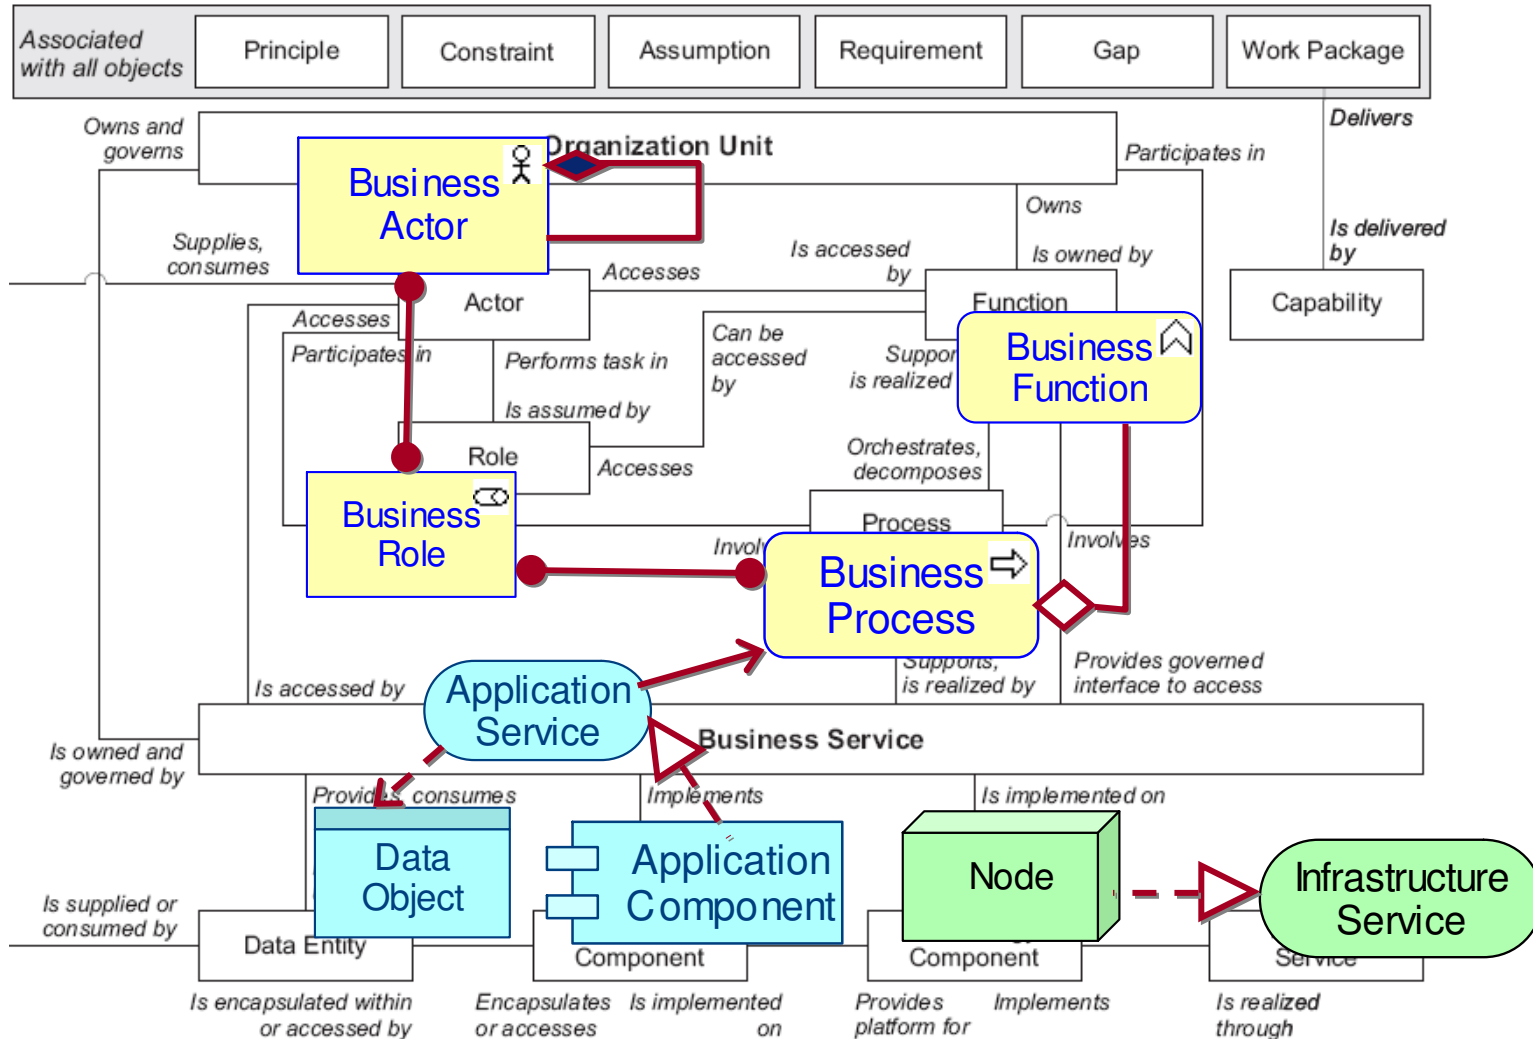 Associated
with all objects
Principle
Constraint
Assumption
Requirement
Gap
Work Package
Owns and
governs
Organization Unit
Delivers
Participates in
Business
Actor
Owns
Supplies,
consumes
Is accessed
by
Is owned by
Is delivered
by
Accesses
Actor
Function
Capability
Accesses
Participates in
Performs task in
Can be
accessed
by
Suppor
is realized
Business
Function
Is assumed by
Role
Accesses
Orchestrates,
decomposes
Business
Role
Process
Invol
Involves
Business
Process
Is accessed by
Application
Service
Supports,
is realized by
Provides governed
interface to access
Is owned and
governed by
Business Service
Provides, consumes
Implements
Is implemented on
Data
Object
Application
Component
Node
Infrastructure
Service
Is supplied or
consumed by
Data Entity
Component
Component
Service
Is encapsulated within
or accessed by
Encapsulates
or accesses
Is implemented
on
Provides
platform for
Implements
Is realized
through